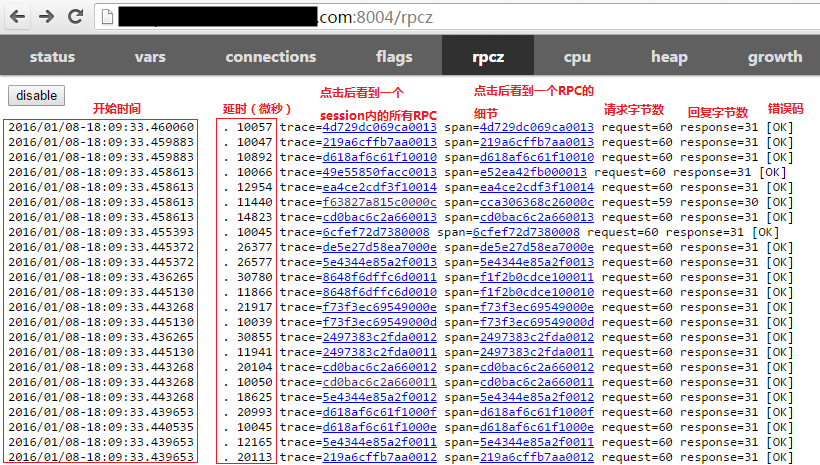 .com:8004/rpcz
status vars connections flags rpcz cpu heap growth
disable
开始时间 延时（微秒） 点击后看到一个session内的所有RPC 点击后看到一个RPC的细节 请求字节数 回复字节数 错误码
2016/01/08-18:09:33.460060 . 10057 trace=4d729dc069ca0013 span=4d729dc069ca0013 request=60 response=31 [OK]
2016/01/08-18:09:33.459883 . 10047 trace=219a6cffb7aa0013 span=219a6cffb7aa0013 request=60 response=31 [OK]
2016/01/08-18:09:33.459883 . 10892 trace=d618af6c61f10010 span=d618af6c61f10010 request=60 response=31 [OK]
2016/01/08-18:09:33.458613 . 10066 trace=49e55850facc0013 span=e52ea42fb000013 request=60 response=31 [OK]
2016/01/08-18:09:33.458613 . 12954 trace=ea4ce2cdf3f10014 span=ea4ce2cdf3f10014 request=60 response=31 [OK]
2016/01/08-18:09:33.458613 . 11440 trace=f63827a815c0000c span=cca306368c26000c request=59 response=30 [OK]
2016/01/08-18:09:33.458613 . 14823 trace=cd0bac6c2a660013 span=cd0bac6c2a660013 request=60 response=31 [OK]
2016/01/08-18:09:33.455393 . 10045 trace=6cfef72d7380008 span=6cfef72d7380008 request=60 response=31 [OK]
2016/01/08-18:09:33.445372 . 26377 trace=de5e27d58ea7000e span=de5e27d58ea7000e request=60 response=31 [OK]
2016/01/08-18:09:33.445372 . 26577 trace=5e4344e85a2f0013 span=5e4344e85a2f0013 request=60 response=31 [OK]
2016/01/08-18:09:33.436265 . 30780 trace=8648f6dffc6d0011 span=f1f2b0cdce100011 request=60 response=31 [OK]
2016/01/08-18:09:33.445130 . 11866 trace=8648f6dffc6d0010 span=f1f2b0cdce100010 request=60 response=31 [OK]
2016/01/08-18:09:33.443268 . 21917 trace=f73f3ec69549000e span=f73f3ec69549000e request=60 response=31 [OK]
2016/01/08-18:09:33.445130 . 10039 trace=f73f3ec69549000d span=f73f3ec69549000d request=60 response=31 [OK]
2016/01/08-18:09:33.436265 . 30855 trace=2497383c2fda0012 span=2497383c2fda0012 request=60 response=31 [OK]
2016/01/08-18:09:33.445130 . 11941 trace=2497383c2fda0011 span=2497383c2fda0011 request=60 response=31 [OK]
2016/01/08-18:09:33.443268 . 20104 trace=cd0bac6c2a660012 span=cd0bac6c2a660012 request=60 response=31 [OK]
2016/01/08-18:09:33.443268 . 10050 trace=cd0bac6c2a660011 span=cd0bac6c2a660011 request=60 response=31 [OK]
2016/01/08-18:09:33.443268 . 18625 trace=5e4344e85a2f0012 span=5e4344e85a2f0012 request=60 response=31 [OK]
2016/01/08-18:09:33.439653 . 20993 trace=d618af6c61f1000f span=d618af6c61f1000f request=60 response=31 [OK]
2016/01/08-18:09:33.440535 . 10045 trace=d618af6c61f1000e span=d618af6c61f1000e request=60 response=31 [OK]
2016/01/08-18:09:33.439653 . 12165 trace=5e4344e85a2f0011 span=5e4344e85a2f0011 request=60 response=31 [OK]
2016/01/08-18:09:33.439653 . 20113 trace=219a6cffb7aa0012 span=219a6cffb7aa0012 request=60 response=31 [OK]